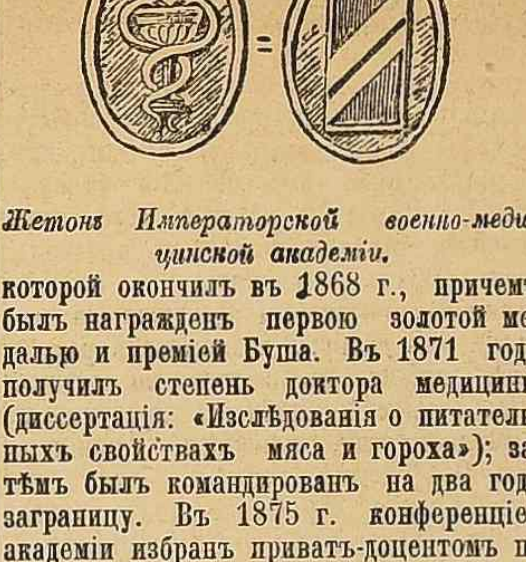 Жетонъ Императорской военно-меди
цинской академіи.
которой окончилъ въ 1868 г., причемъ
былъ награжденъ первою золотой ме
далью и преміей Буша. Въ 1871 год
получилъ степень доктора медицин
(диссертація: «Изслѣдованія о питатель
ныхъ свойствахъ мяса и гороха»); за
тѣмъ былъ командированъ на два год
заграницу. Въ 1875 г. конференціе
академіи избранъ приватъ-доцентомъ п